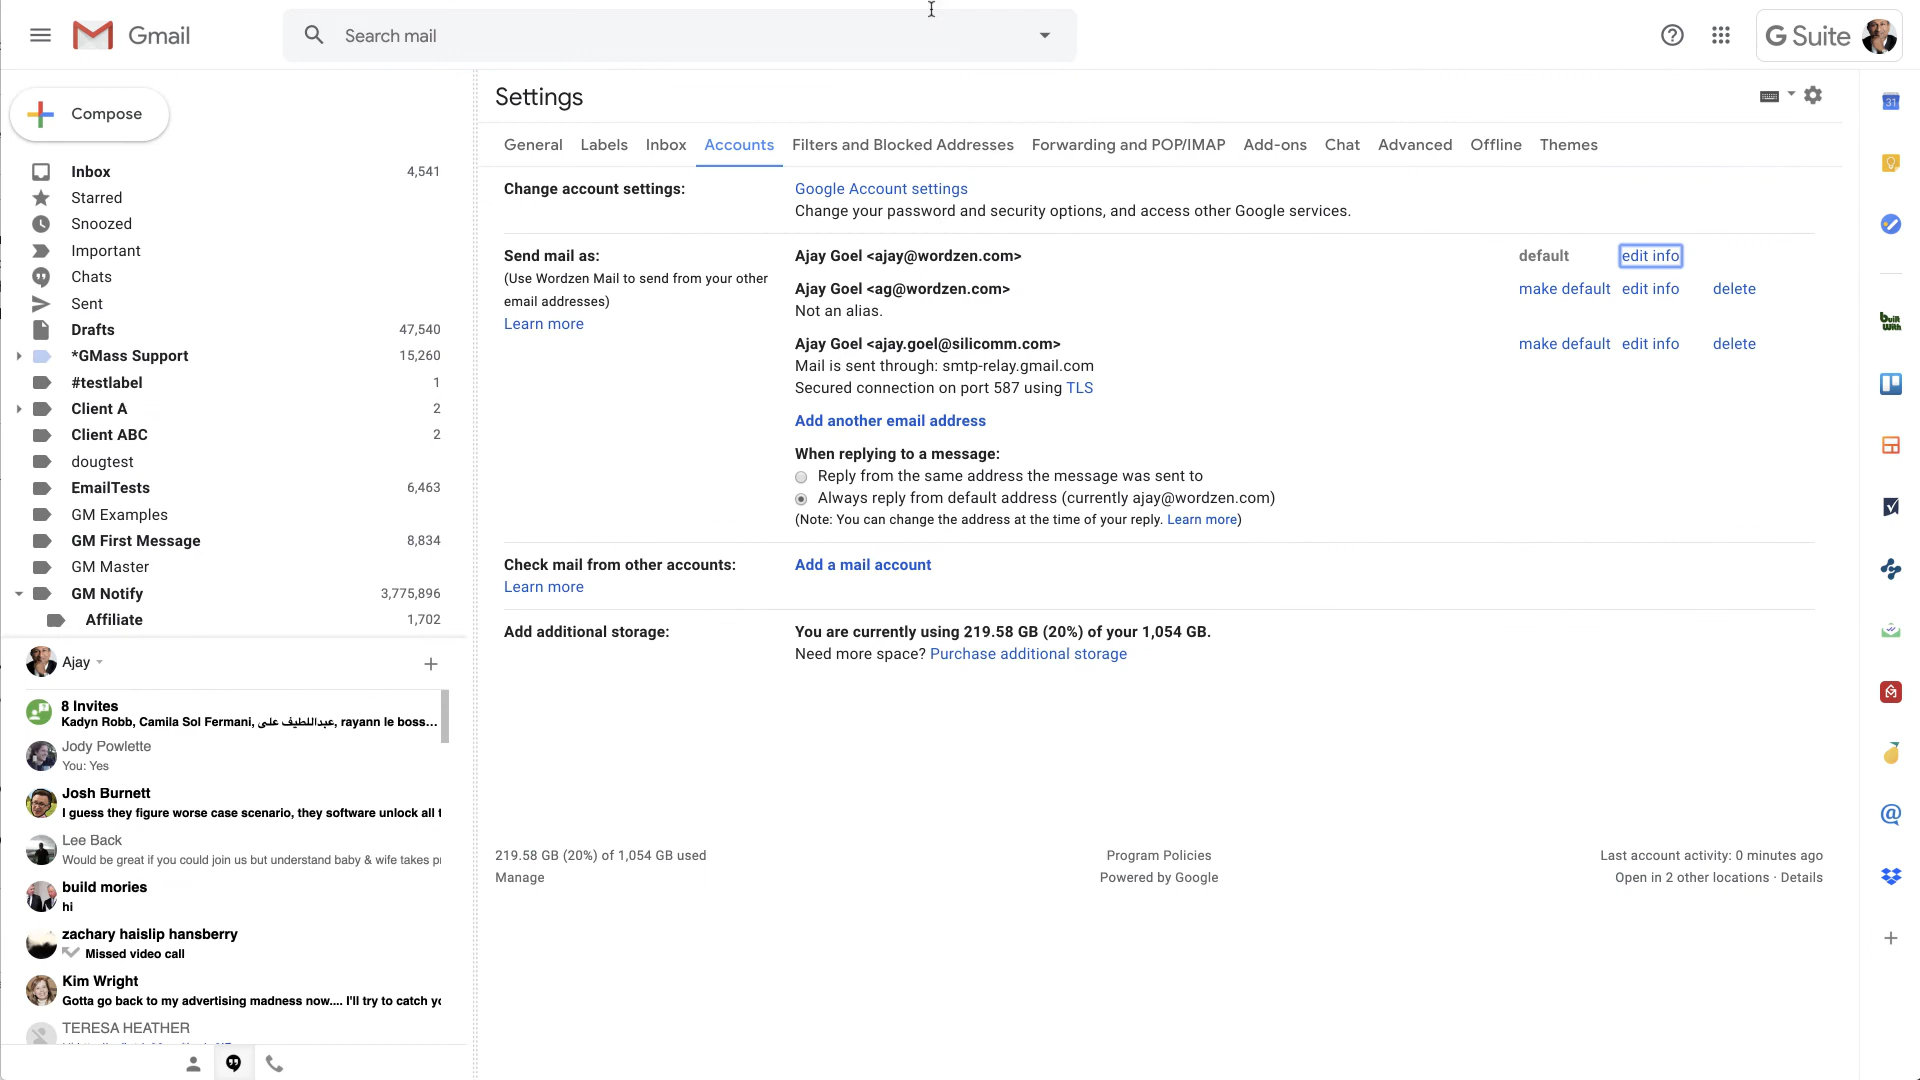 Gmail
Search mail
G Suite
Compose
Inbox 4,541
Starred
Snoozed
Important
Chats
Sent
Drafts 47,540
*GMass Support 15,260
#testlabel 1
Client A 2
Client ABC 2
dougtest
EmailTests 6,463
GM Examples
GM First Message 8,834
GM Master
GM Notify 3,775,896
Affiliate 1,702
Ajay
8 Invites
Kadyn Robb, Camila Sol Fermani, عبداللطيف على, rayann le boss...
Jody Powlette
You: Yes
Josh Burnett
I guess they figure worse case scenario, they software unlock all
Lee Back
Would be great if you could join us but understand baby & wife takes
build mories
hi
zachary haislip hansberry
Missed video call
Kim Wright
Gotta go back to my advertising madness now.... I'll try to catch
TERESA HEATHER
Settings
General Labels Inbox Accounts Filters and Blocked Addresses Forwarding and POP/IMAP Add-ons Chat Advanced Offline Themes
Change account settings: Google Account settings
Change your password and security options, and access other Google services.
Send mail as:
(Use Wordzen Mail to send from your other
email addresses)
Learn more
Ajay Goel <ajay@wordzen.com> default edit info
Ajay Goel <ag@wordzen.com> make default edit info delete
Not an alias.
Ajay Goel <ajay.goel@silicomm.com> make default edit info delete
Mail is sent through: smtp-relay.gmail.com
Secured connection on port 587 using TLS
Add another email address
When replying to a message:
Reply from the same address the message was sent to
Always reply from default address (currently ajay@wordzen.com)
(Note: You can change the address at the time of your reply. Learn more)
Check mail from other accounts: Add a mail account
Learn more
Add additional storage: You are currently using 219.58 GB (20%) of your 1,054 GB.
Need more space? Purchase additional storage
219.58 GB (20%) of 1,054 GB used
Manage
Program Policies
Powered by Google
Last account activity: 0 minutes ago
Open in 2 other locations · Details
31
built
with